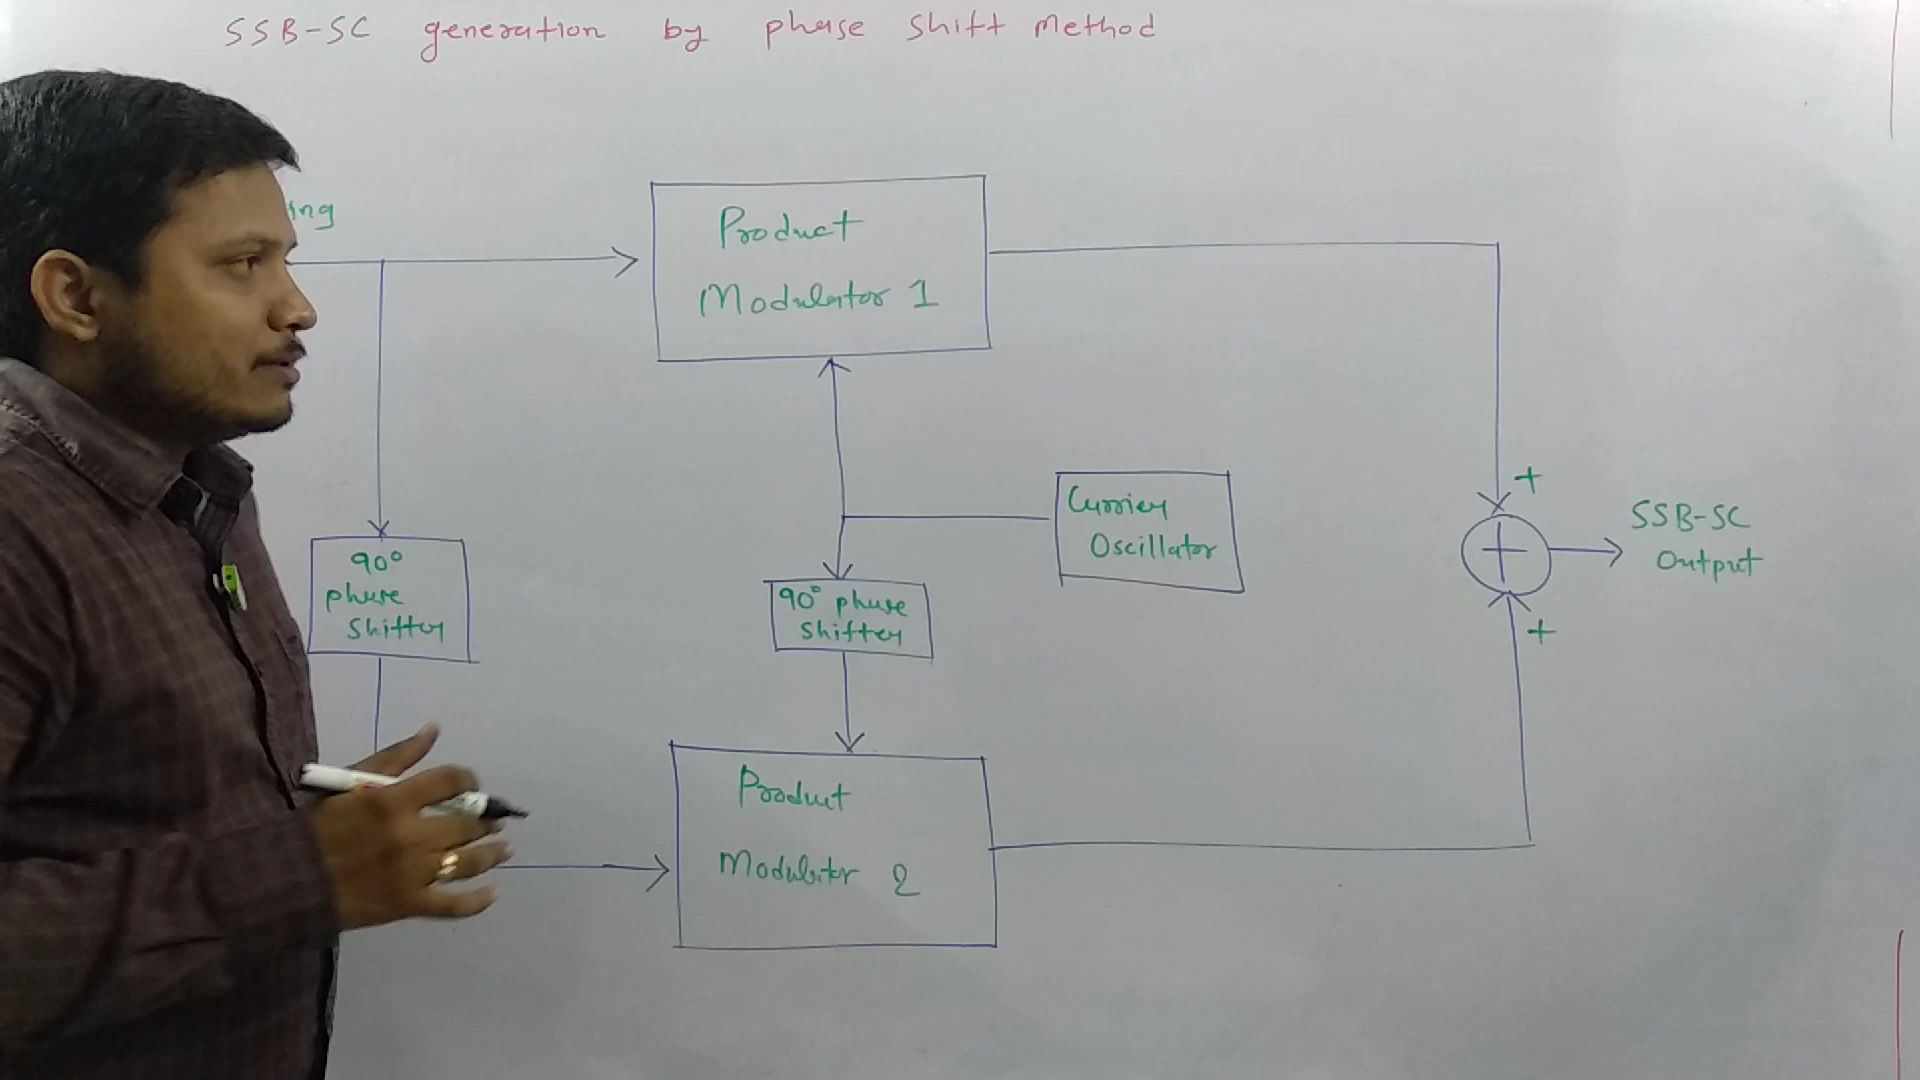 SSB-SC generation by phase shift Method
ing
Product
Modulator 1
+
Carrier
Oscillator
SSB-SC
Output
90°
phase
Shifter
90° phase
Shifter
+
+
Product
Modulator 2